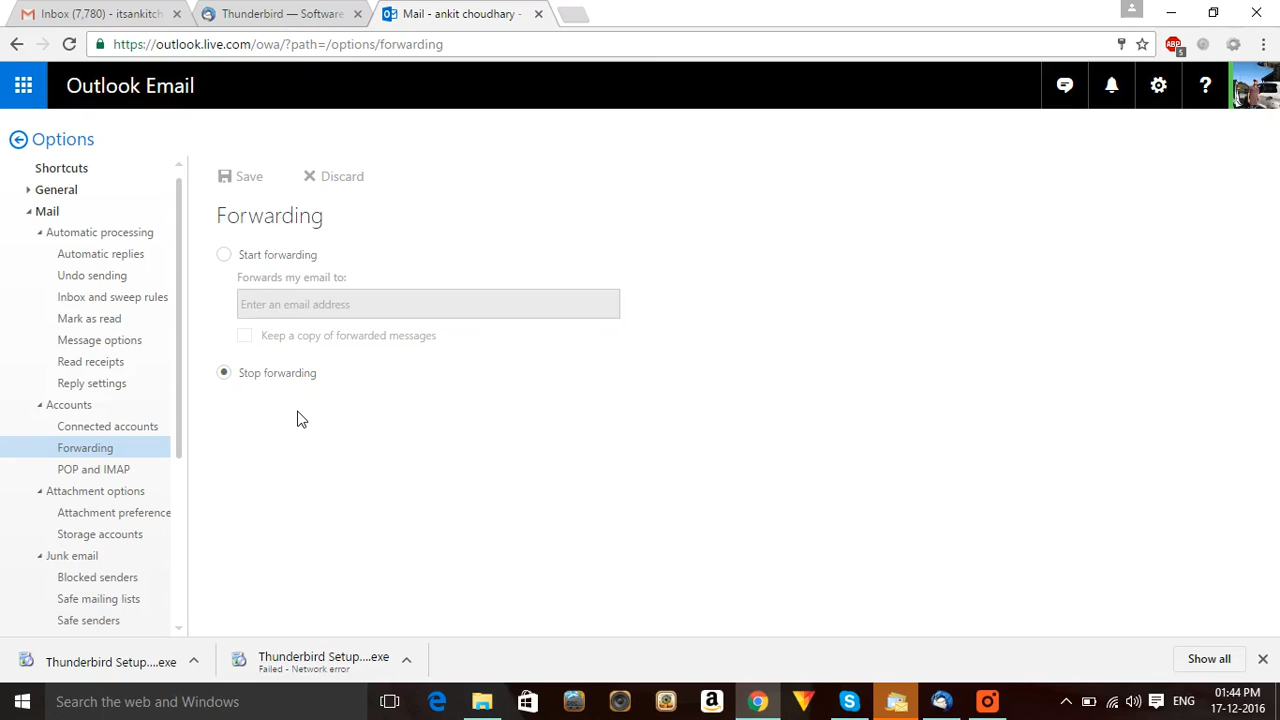 Inbox (7,780) - itsankitch
Thunderbird — Software
Mail - ankit choudhary -
https://outlook.live.com/owa/?path=/options/forwarding
ABP
5
Outlook Email
?
Options
Shortcuts
General
Mail
Automatic processing
Automatic replies
Undo sending
Inbox and sweep rules
Mark as read
Message options
Read receipts
Reply settings
Accounts
Connected accounts
Forwarding
POP and IMAP
Attachment options
Attachment preference
Storage accounts
Junk email
Blocked senders
Safe mailing lists
Safe senders
Save
Discard
Forwarding
Start forwarding
Forwards my email to:
Enter an email address
Keep a copy of forwarded messages
Stop forwarding
Thunderbird Setup....exe
Thunderbird Setup....exe
Failed - Network error
Show all
Search the web and Windows
ENG
01:44 PM
17-12-2016